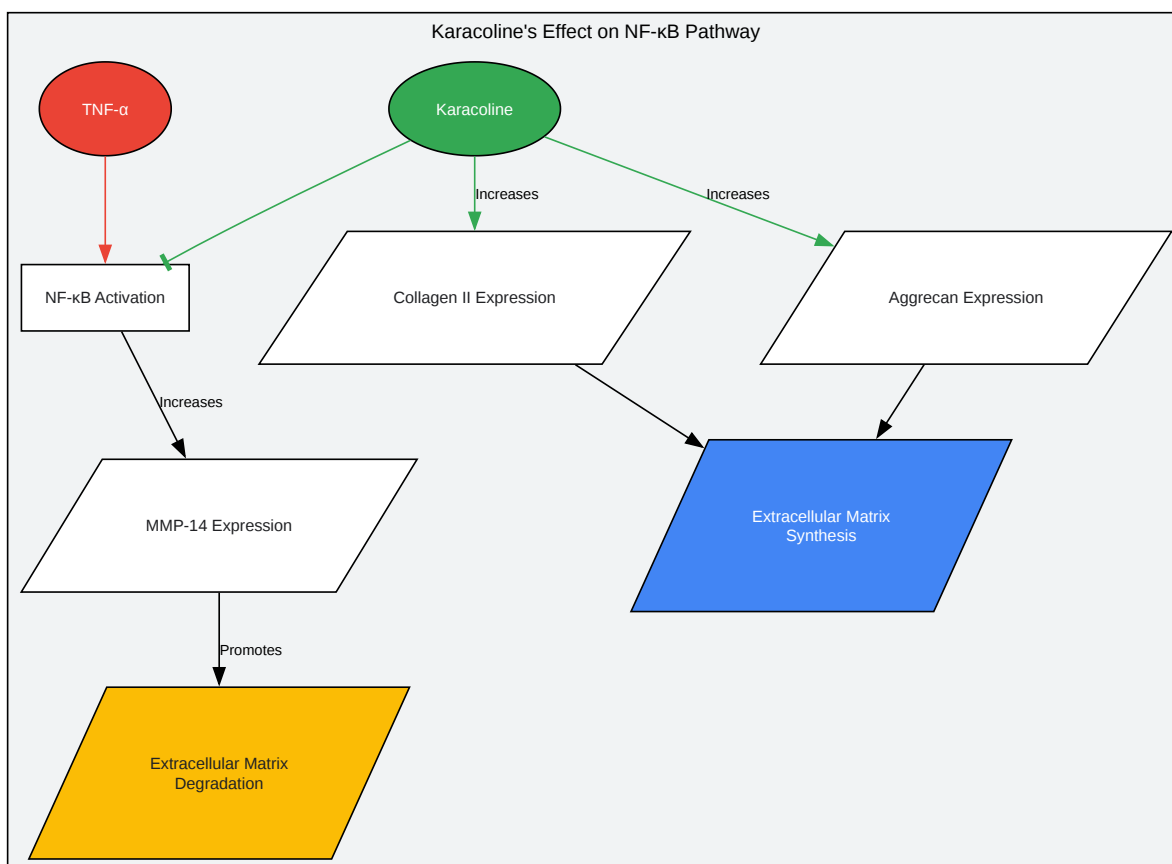 Karacoline's Effect on NF-κB Pathway
TNF-α
Karacoline
Increases
Increases
NF-κB Activation
Collagen II Expression
Aggrecan Expression
Increases
MMP-14 Expression
Extracellular Matrix
Synthesis
Promotes
Extracellular Matrix
Degradation